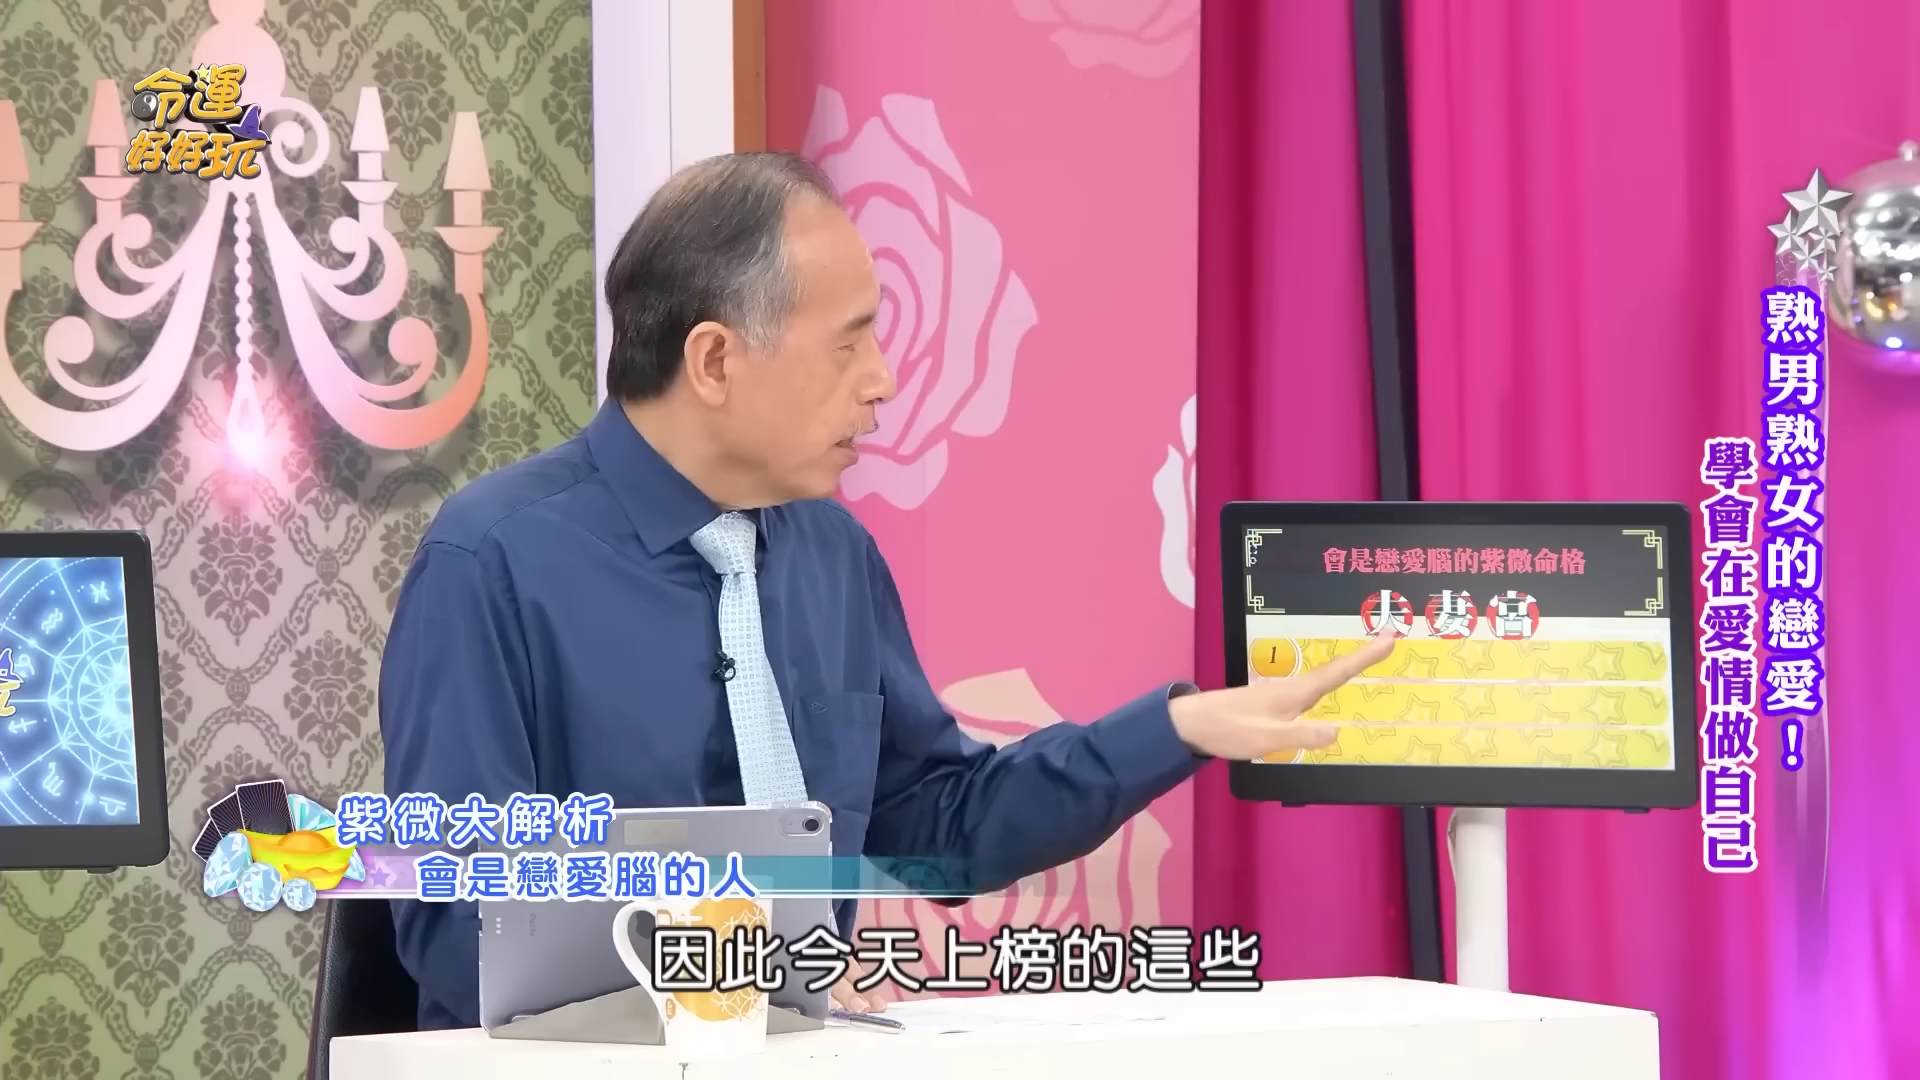 命運
好好玩
熟男熟女的戀愛！
學會在愛情做自己
會是戀愛腦的紫微命格
夫妻宮
1
紫微大解析
會是戀愛腦的人
因此今天上榜的這些